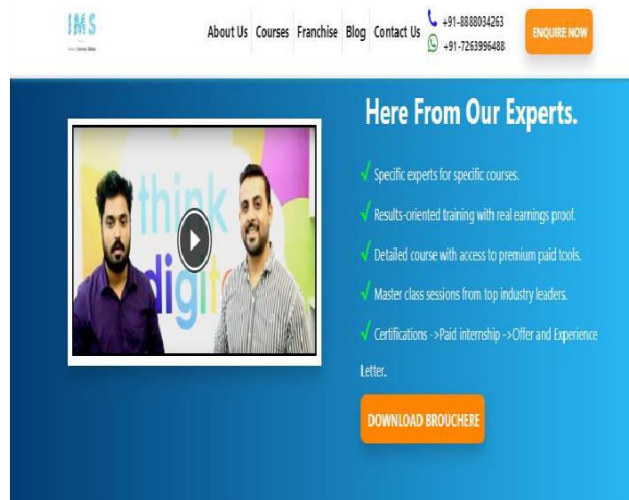 IMS
About Us Courses Franchise Blog Contact Us
+91-8888034263
+91-7263996488
ENQUIRE NOW
Here From Our Experts.
think
digit
√ Specific experts for specific courses.
√ Results-oriented training with real earnings proof.
√ Detailed course with access to premium paid tools.
√ Master class sessions from top industry leaders.
√ Certifications ->Paid internship ->Offer and Experience
Letter.
DOWNLOAD BROUCHERE